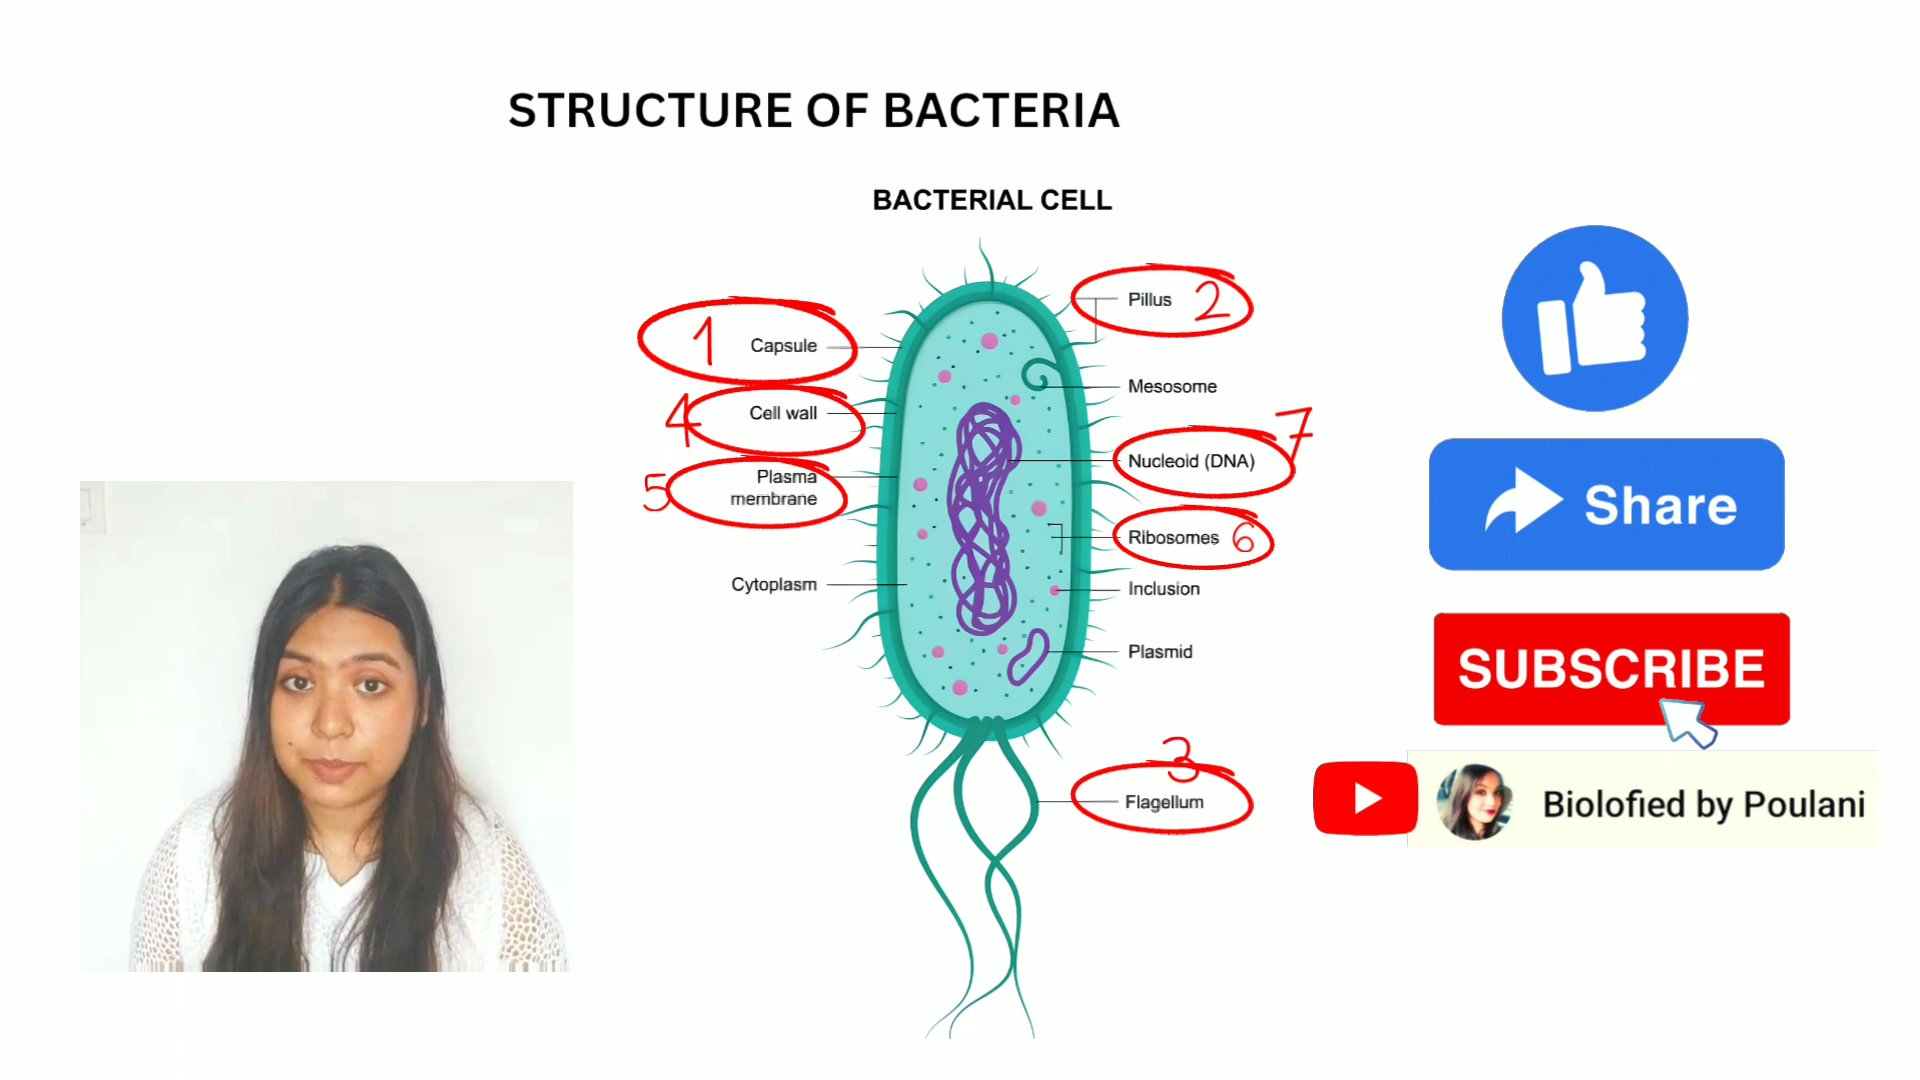 STRUCTURE OF BACTERIA
BACTERIAL CELL
Pillus 2
1 Capsule
Mesosome
4 Cell wall
7
Nucleoid (DNA)
5 Plasma
membrane
Ribosomes 6
Cytoplasm
Inclusion
Plasmid
3
Flagellum
Share
SUBSCRIBE
Biolofied by Poulani